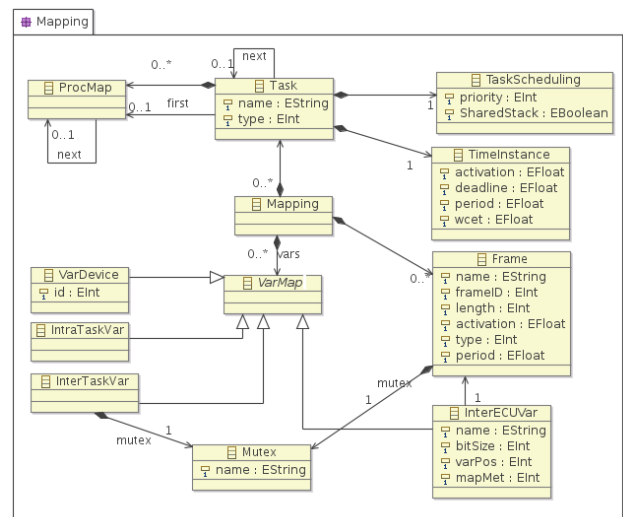 Mapping
next
0..* 0..1
ProcMap
Task
name : EString
type : EInt
0..1 first
0..1
next
TaskScheduling
priority : EInt
SharedStack : EBoolean
1
TimeInstance
activation : EFloat
deadline : EFloat
period : EFloat
wcet : EFloat
1
0..*
Mapping
0..* vars
0..*
VarDevice
id : EInt
VarMap
Frame
name : EString
frameID : EInt
length : EInt
activation : EFloat
type : EInt
period : EFloat
IntraTaskVar
InterTaskVar
mutex
1
1
InterECUVar
name : EString
bitSize : EInt
varPos : EInt
mapMet : EInt
mutex
1
Mutex
name : EString